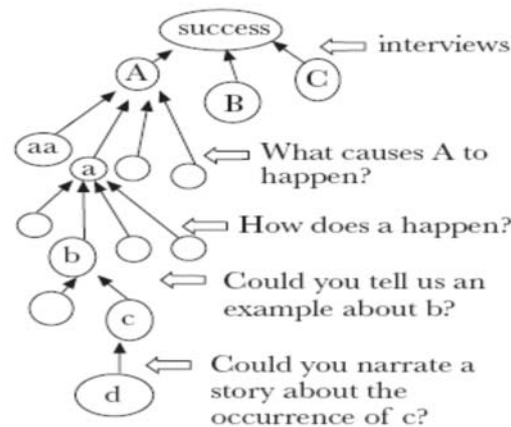 success
interviews
A
B
C
aa
a
What causes A to
happen?
How does a happen?
b
Could you tell us an
example about b?
c
d
Could you narrate a
story about the
occurrence of c?